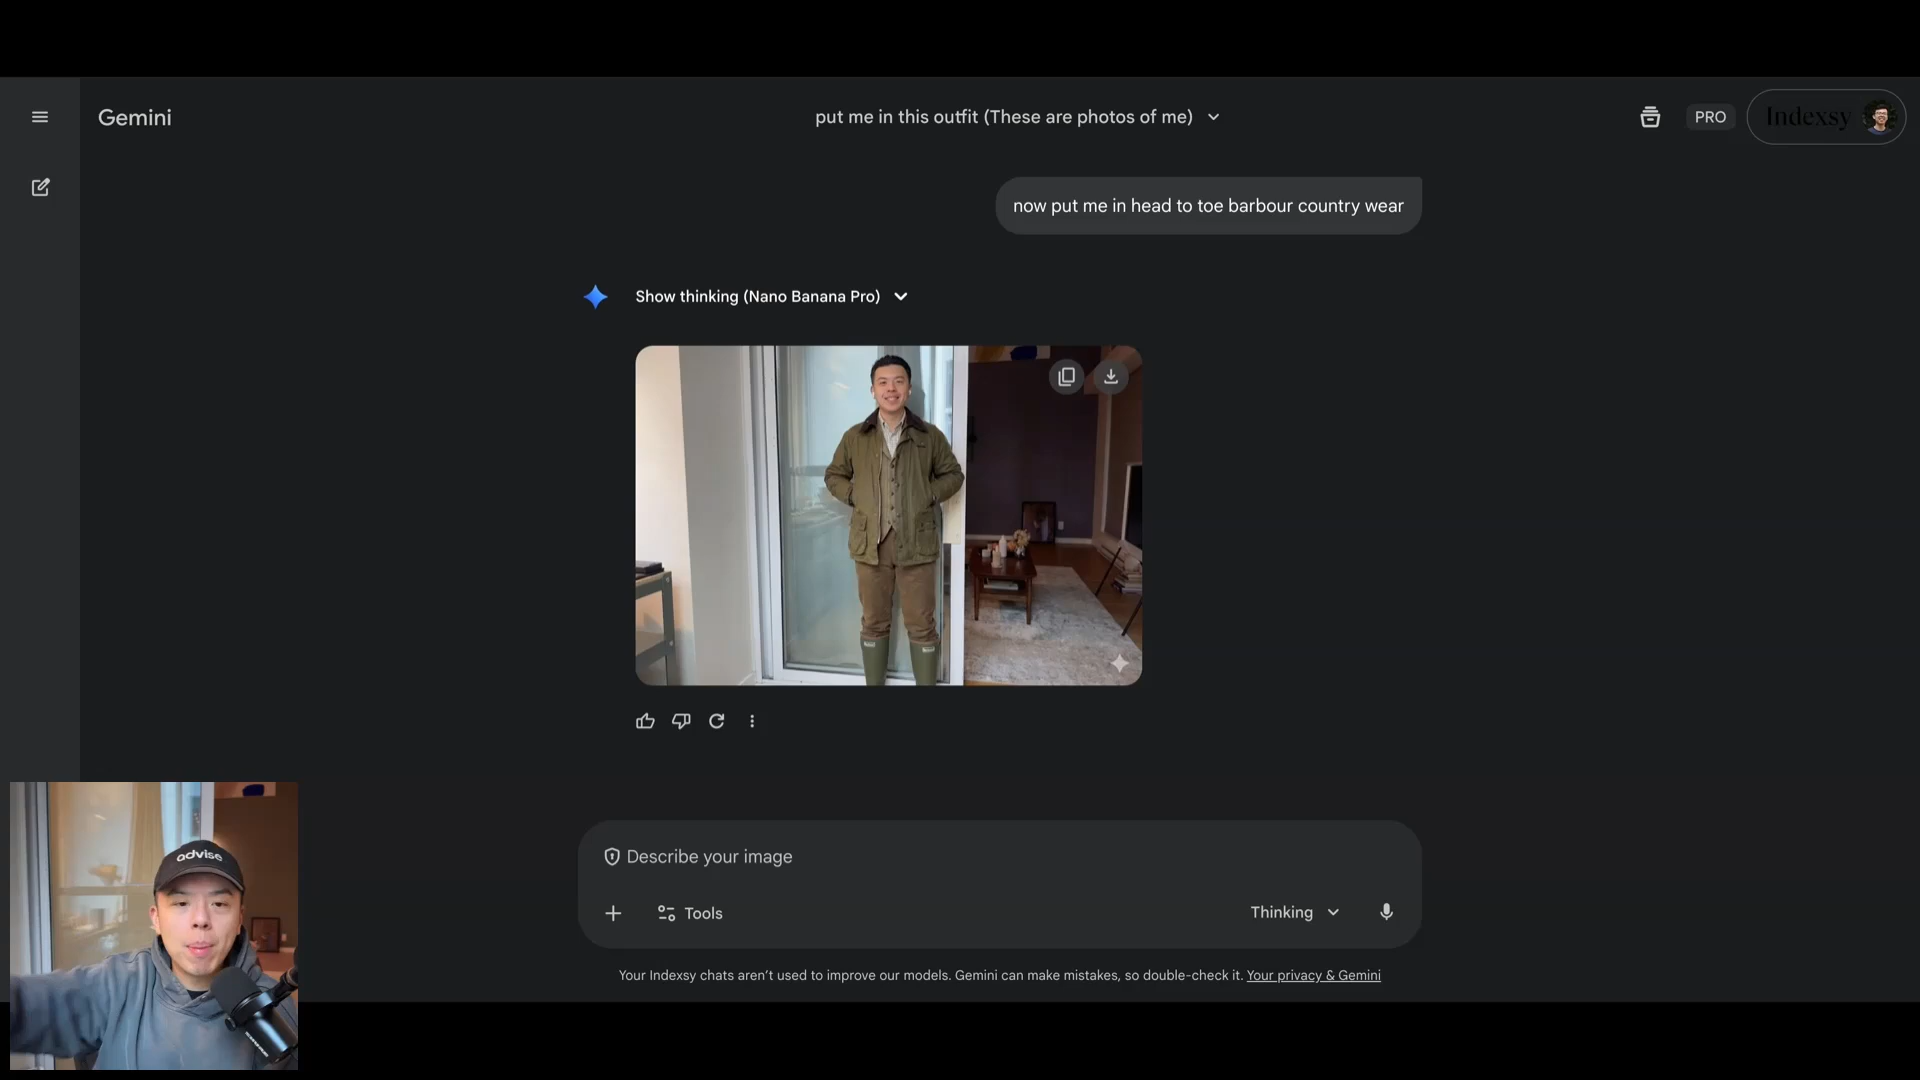 Gemini
put me in this outfit (These are photos of me)
PRO
Indexsy
now put me in head to toe barbour country wear
Show thinking (Nano Banana Pro)
Describe your image
Tools
Thinking
Your Indexsy chats aren't used to improve our models. Gemini can make mistakes, so double-check it. Your privacy & Gemini
advise